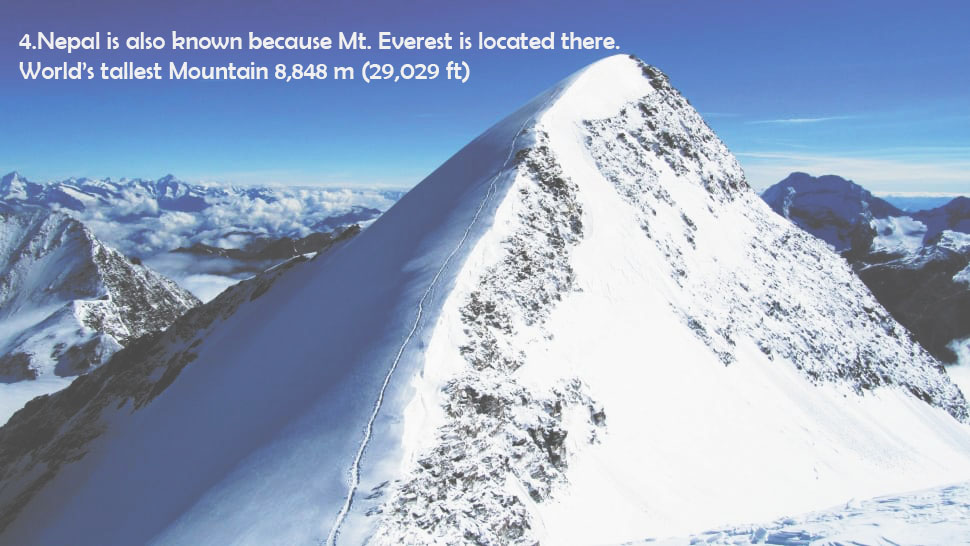 4.Nepal is also known because Mt. Everest is located there.
World's tallest Mountain 8,848 m (29,029 ft)